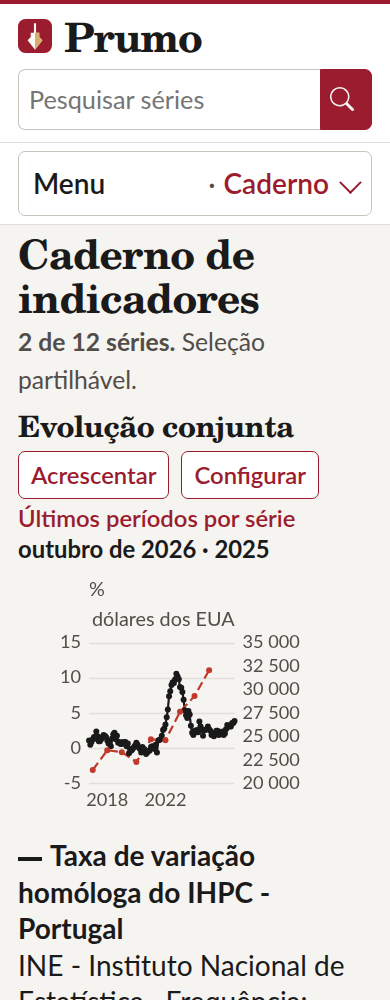 Prumo
Pesquisar séries
Menu · Caderno
Caderno de
indicadores
2 de 12 séries. Seleção
partilhável.
Evolução conjunta
Acrescentar Configurar
Últimos períodos por série
outubro de 2026 · 2025
%
dólares dos EUA
15 35 000
32 500
10 30 000
5 27 500
0 25 000
22 500
-5 20 000
2018 2022
— Taxa de variação
homóloga do IHPC -
Portugal
INE - Instituto Nacional de
Estatística · Frequência: